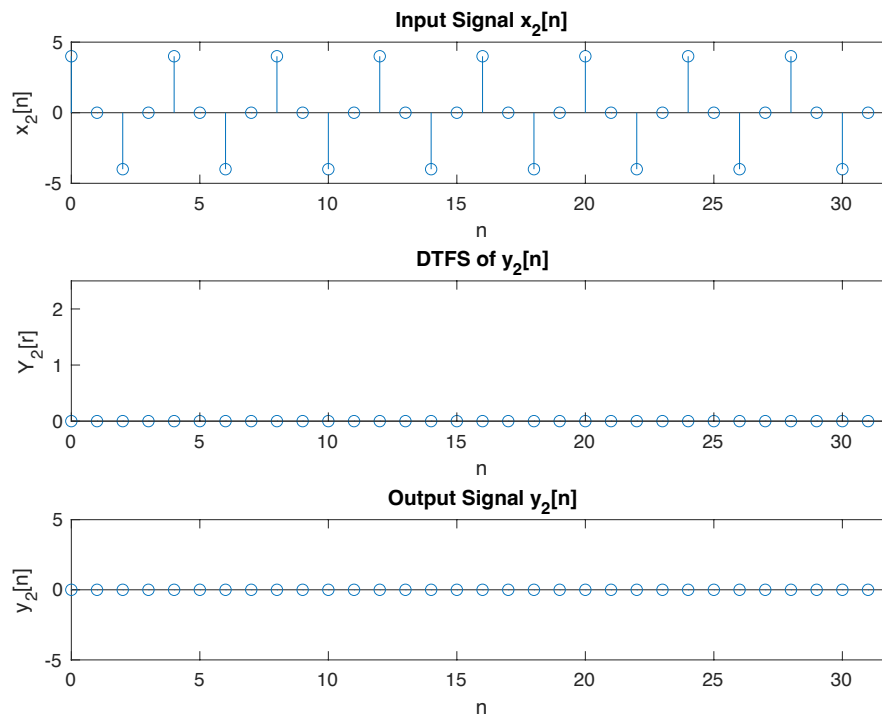 Input Signal x₂[n]
x₂[n]
5
0
-5
0 5 10 15 20 25 30
n
DTFS of y₂[n]
Y₂[r]
2
1
0
0 5 10 15 20 25 30
n
Output Signal y₂[n]
y₂[n]
5
0
-5
0 5 10 15 20 25 30
n